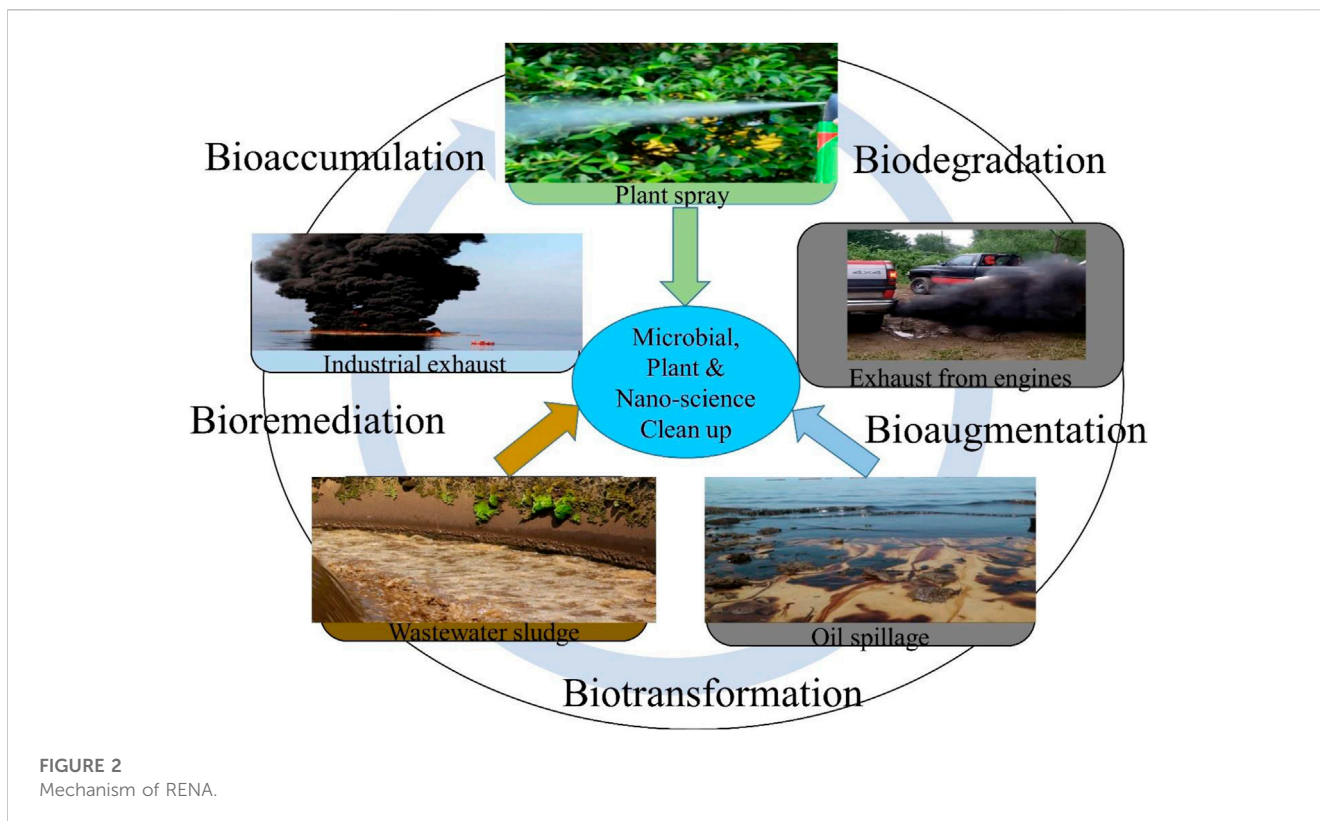 Plant spray
Bioaccumulation
Biodegradation
Industrial exhaust
4X4
Exhaust from engines
Microbial,
Plant &
Nano-science
Clean up
Bioremediation
Bioaugmentation
Wastewater sludge
Oil spillage
Biotransformation
FIGURE 2
Mechanism of RENA.